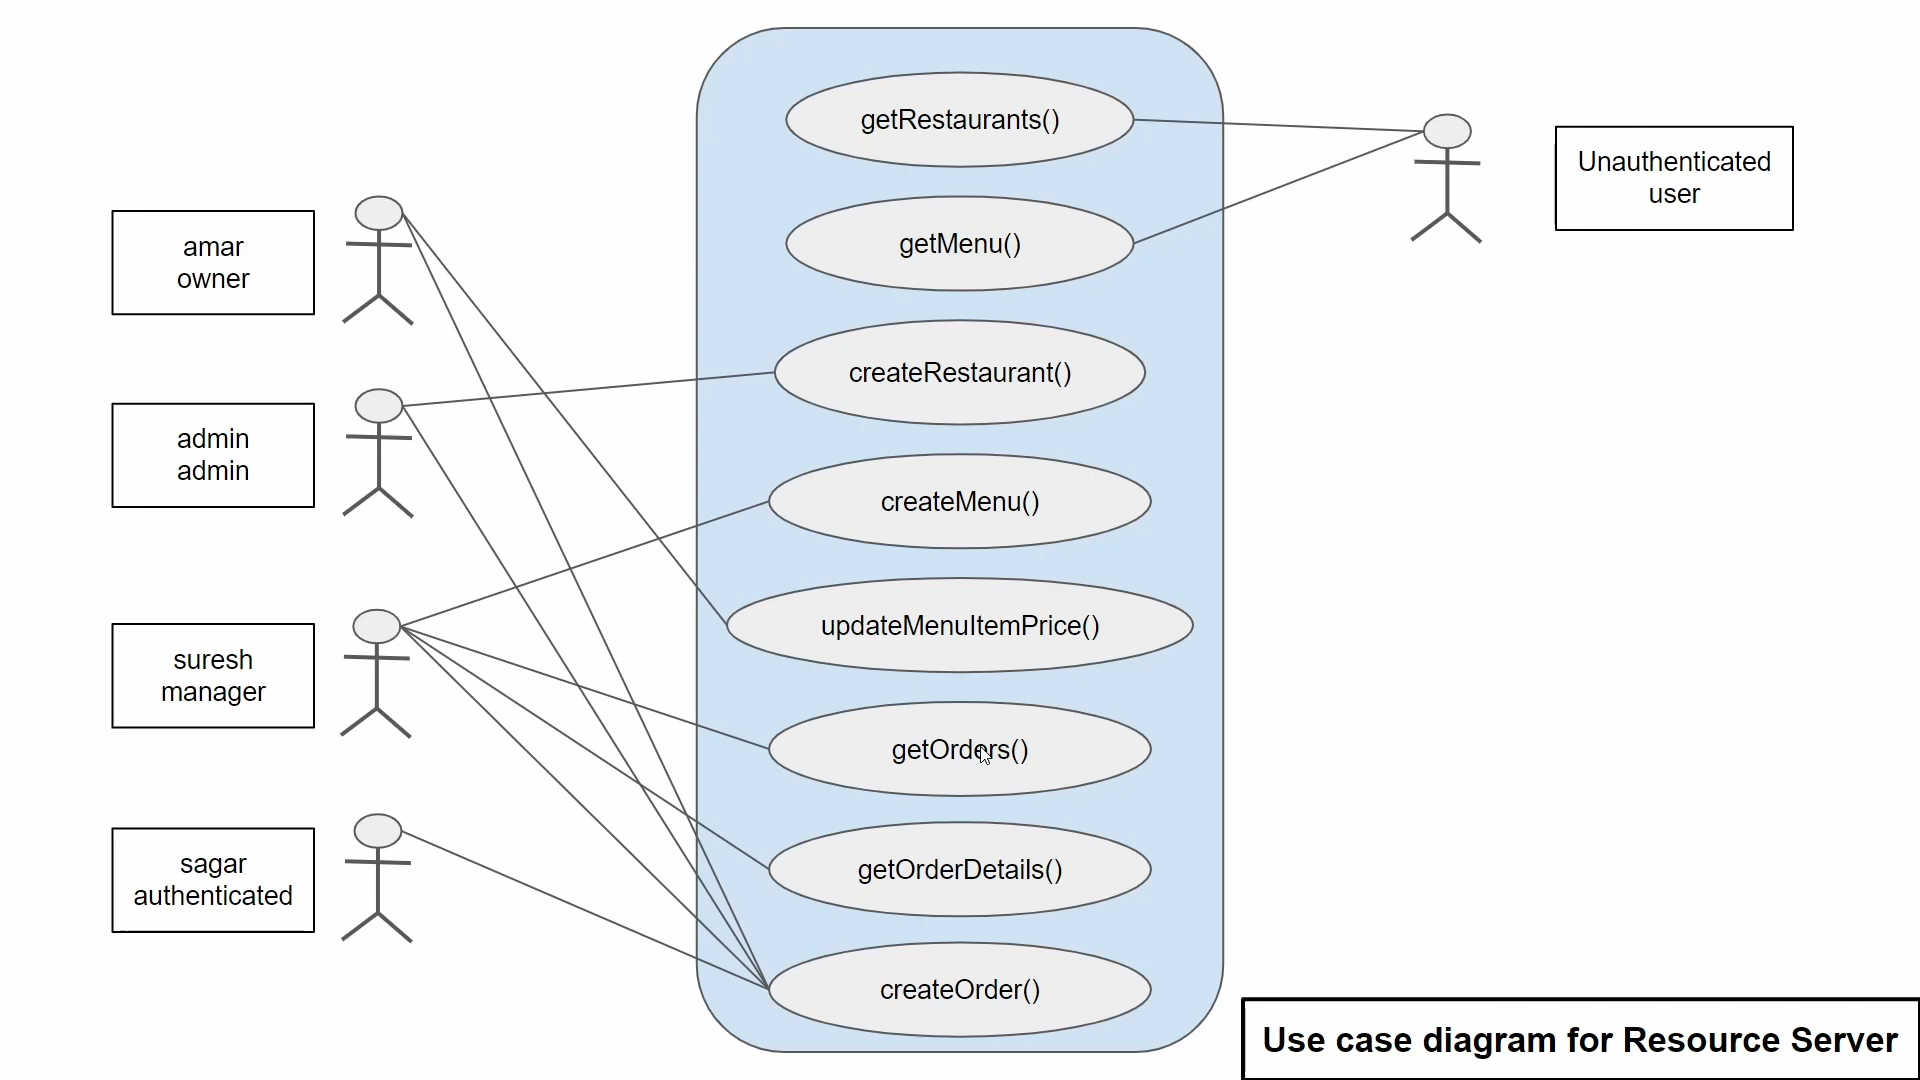 getRestaurants()
Unauthenticated
user
getMenu()
amar
owner
createRestaurant()
admin
admin
createMenu()
updateMenuItemPrice()
suresh
manager
getOrders()
getOrderDetails()
sagar
authenticated
createOrder()
Use case diagram for Resource Server